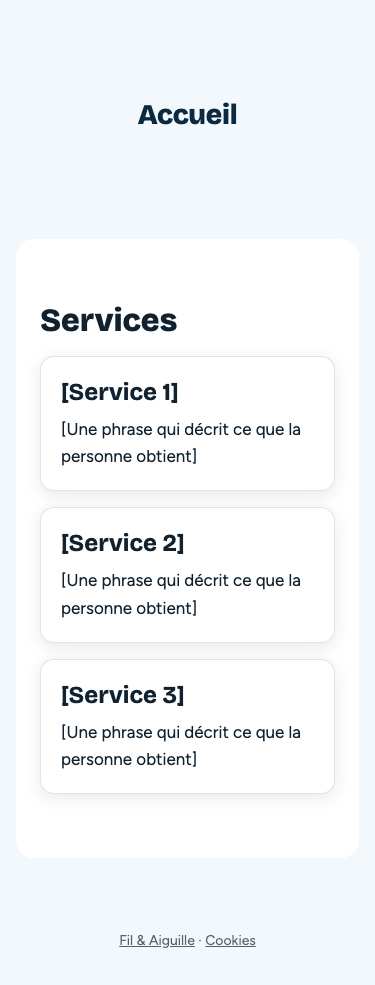 Accueil
Services
[Service 1]
[Une phrase qui décrit ce que la
personne obtient]
[Service 2]
[Une phrase qui décrit ce que la
personne obtient]
[Service 3]
[Une phrase qui décrit ce que la
personne obtient]
Fil & Aiguille · Cookies